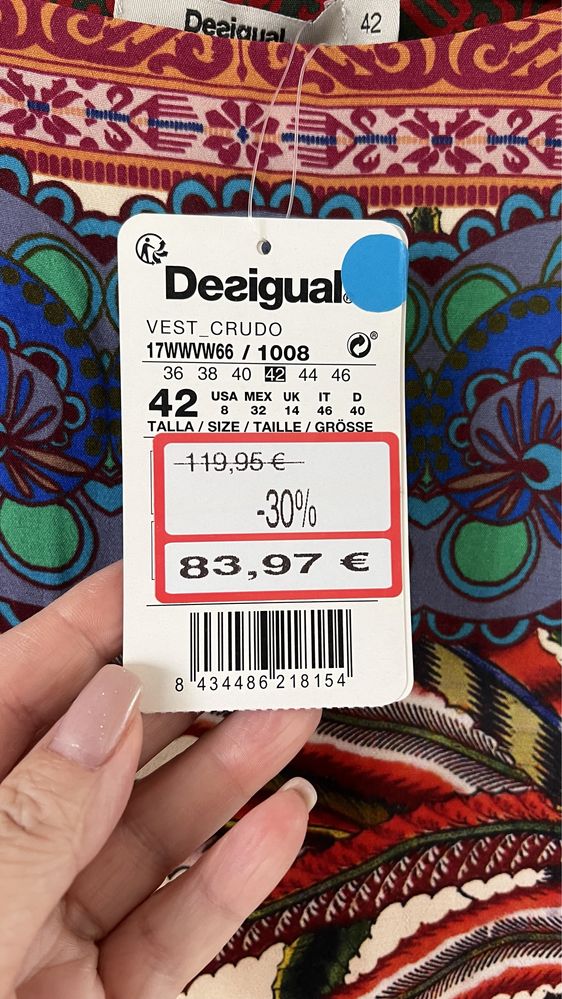 Desigual
42
Desigual®
VEST_CRUDO
17WWVW66 / 1008
36 38 40 42 44 46
42 USA MEX UK IT D
8 32 14 46 40
TALLA / SIZE / TAILLE / GRÖSSE
119,95 €
-30%
83,97 €
8 434486 218154